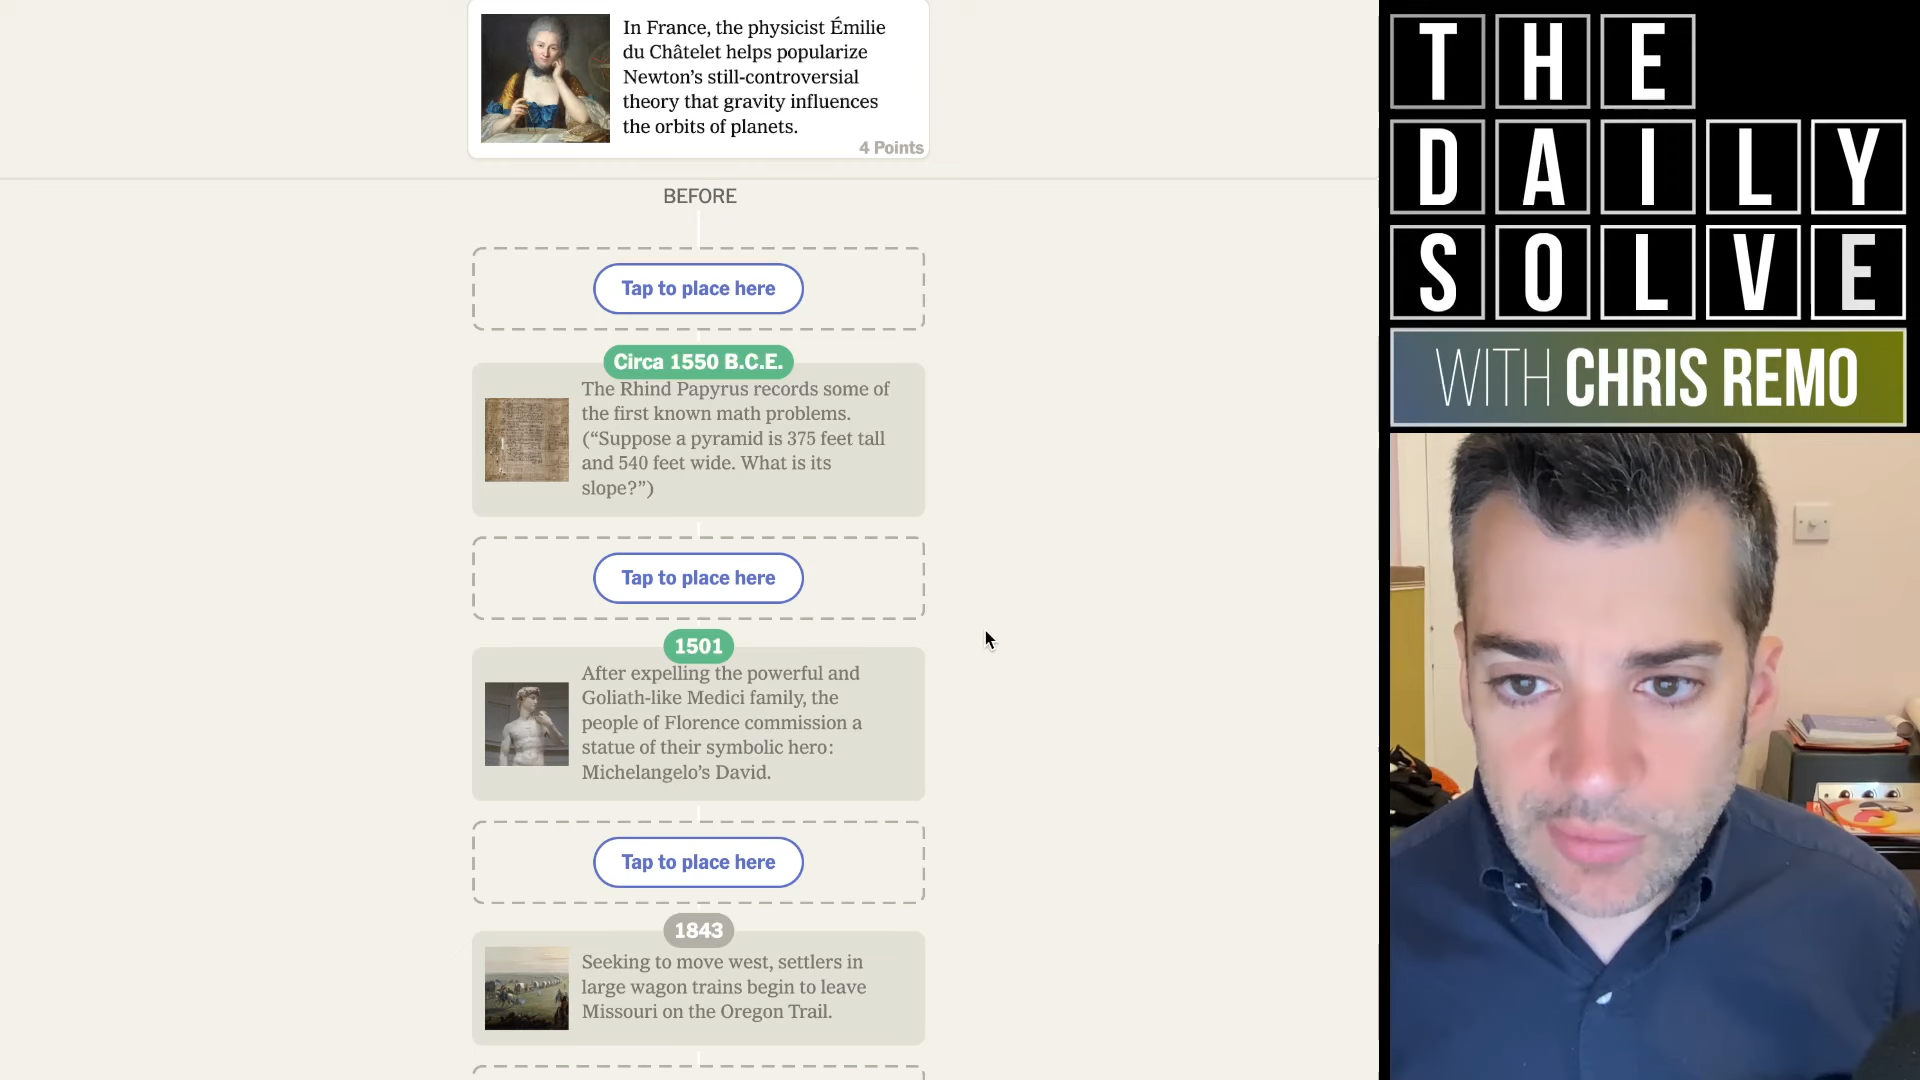 In France, the physicist Émilie
du Châtelet helps popularize
Newton’s still-controversial
theory that gravity influences
the orbits of planets.
4 Points
BEFORE
Tap to place here
Circa 1550 B.C.E.
The Rhind Papyrus records some of
the first known math problems.
(“Suppose a pyramid is 375 feet tall
and 540 feet wide. What is its
slope?”)
Tap to place here
1501
After expelling the powerful and
Goliath-like Medici family, the
people of Florence commission a
statue of their symbolic hero:
Michelangelo’s David.
Tap to place here
1843
Seeking to move west, settlers in
large wagon trains begin to leave
Missouri on the Oregon Trail.
THE
DAILY
SOLVE
WITH CHRIS REMO